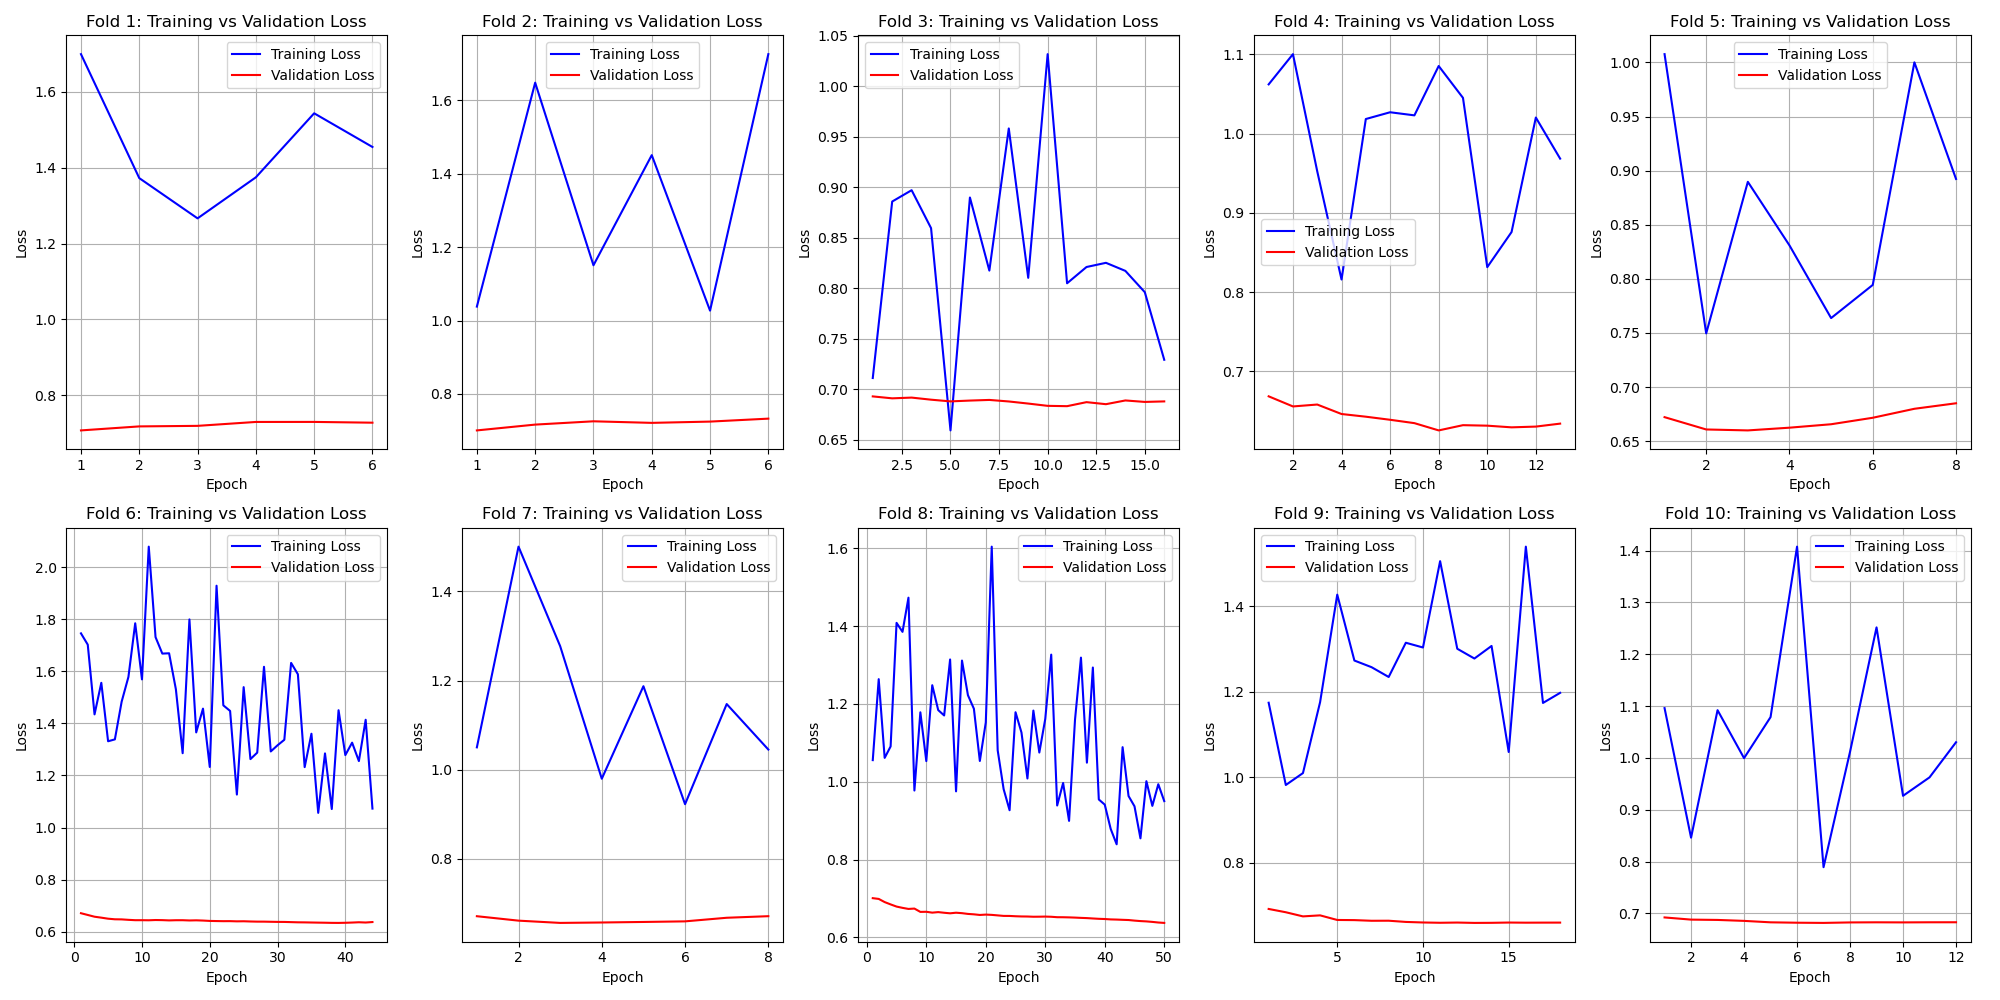 Fold 1: Training vs Validation Loss
Training Loss
Validation Loss
Loss
1.6
1.4
1.2
1.0
0.8
1 2 3 4 5 6
Epoch
Fold 2: Training vs Validation Loss
Training Loss
Validation Loss
Loss
1.6
1.4
1.2
1.0
0.8
1 2 3 4 5 6
Epoch
Fold 3: Training vs Validation Loss
Training Loss
Validation Loss
Loss
1.05
1.00
0.95
0.90
0.85
0.80
0.75
0.70
0.65
2.5 5.0 7.5 10.0 12.5 15.0
Epoch
Fold 4: Training vs Validation Loss
Training Loss
Validation Loss
Loss
1.1
1.0
0.9
0.8
0.7
2 4 6 8 10 12
Epoch
Fold 5: Training vs Validation Loss
Training Loss
Validation Loss
Loss
1.00
0.95
0.90
0.85
0.80
0.75
0.70
0.65
2 4 6 8
Epoch
Fold 6: Training vs Validation Loss
Training Loss
Validation Loss
Loss
2.0
1.8
1.6
1.4
1.2
1.0
0.8
0.6
0 10 20 30 40
Epoch
Fold 7: Training vs Validation Loss
Training Loss
Validation Loss
Loss
1.4
1.2
1.0
0.8
2 4 6 8
Epoch
Fold 8: Training vs Validation Loss
Training Loss
Validation Loss
Loss
1.6
1.4
1.2
1.0
0.8
0.6
0 10 20 30 40 50
Epoch
Fold 9: Training vs Validation Loss
Training Loss
Validation Loss
Loss
1.4
1.2
1.0
0.8
5 10 15
Epoch
Fold 10: Training vs Validation Loss
Training Loss
Validation Loss
Loss
1.4
1.3
1.2
1.1
1.0
0.9
0.8
0.7
2 4 6 8 10 12
Epoch